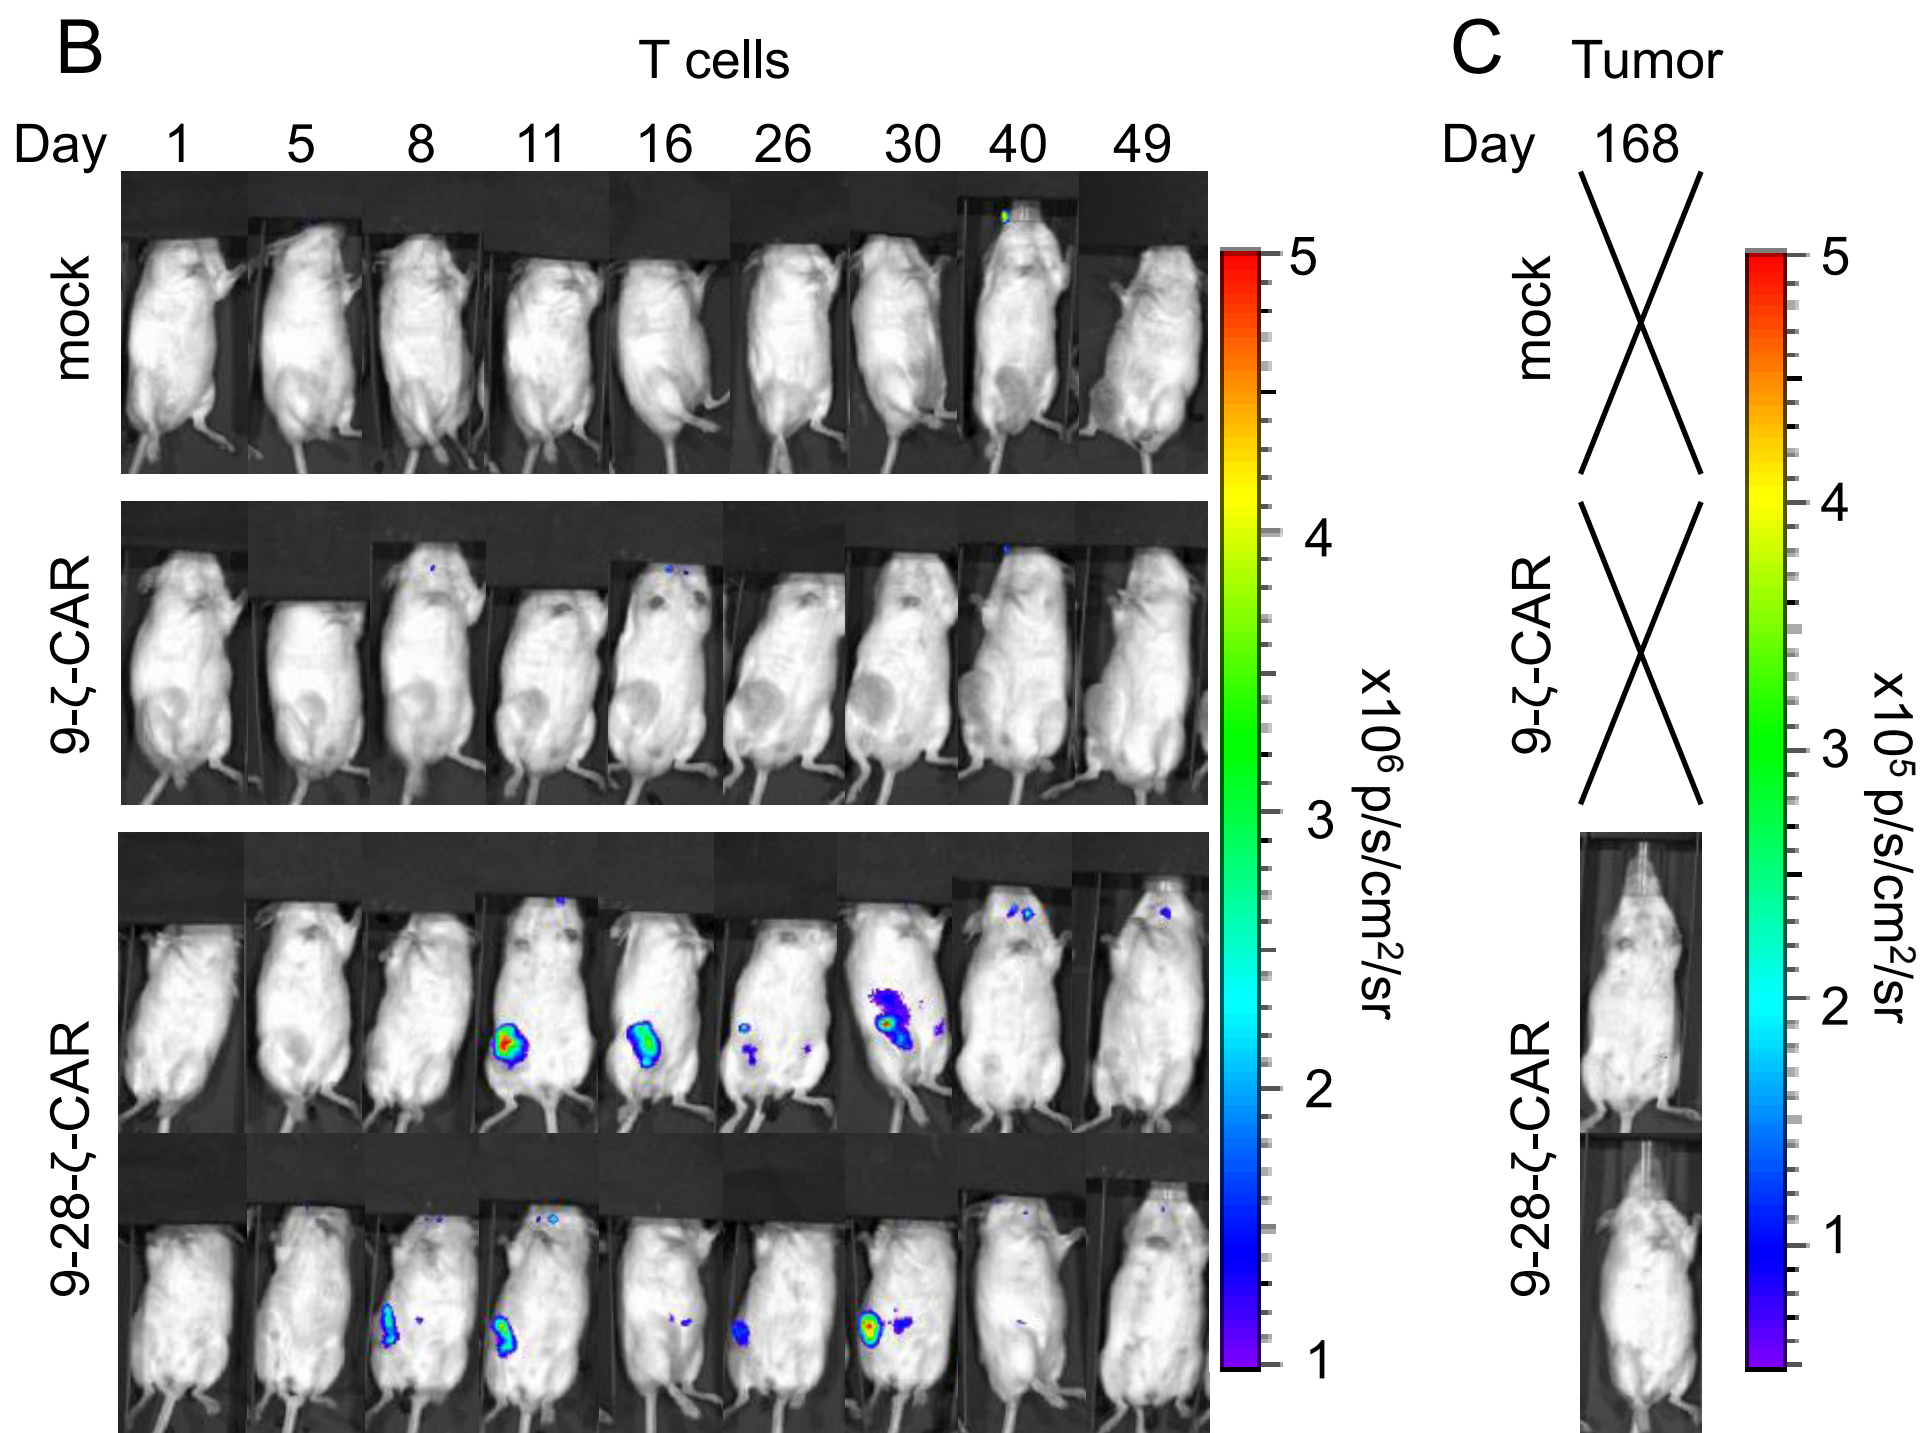 B
T cells
Day 1 5 8 11 16 26 30 40 49
mock
9-ζ-CAR
9-28-ζ-CAR
5
4
3
2
1
x10⁶ p/s/cm²/sr
C
Tumor
Day 168
mock
9-ζ-CAR
9-28-ζ-CAR
5
4
3
2
1
x10⁵ p/s/cm²/sr